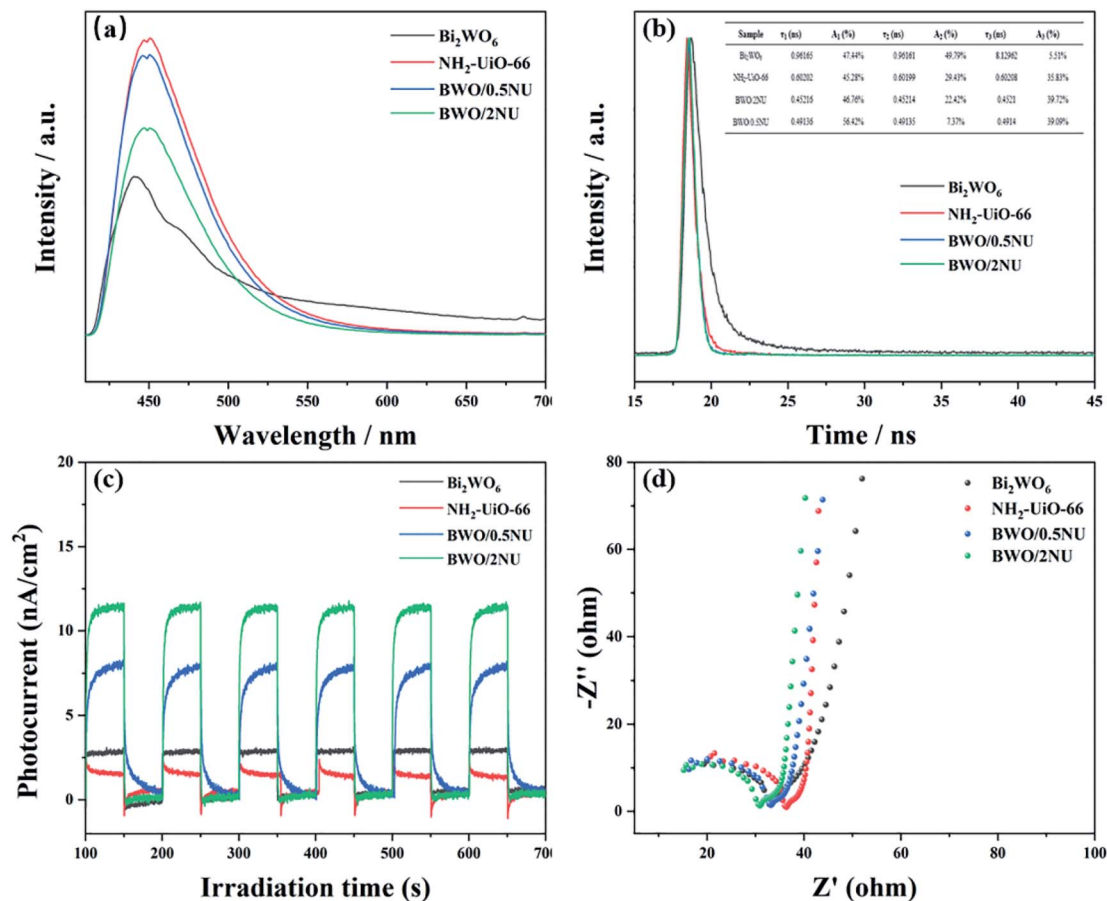 (a)
Bi₂WO₆
NH₂-UiO-66
BWO/0.5NU
BWO/2NU
Intensity / a.u.
450 500 550 600 650 700
Wavelength / nm
(b)
Sample τ₁ (ns) A₁ (%) τ₂ (ns) A₂ (%) τ₃ (ns) A₃ (%)
Bi₂WO₆ 0.96165 47.44% 0.96161 49.79% 8.12962 5.51%
NH₂-UiO-66 0.60202 45.28% 0.60199 29.43% 0.60208 35.83%
BWO/2NU 0.45216 46.76% 0.45214 22.42% 0.4521 39.72%
BWO/0.5NU 0.49136 56.42% 0.49135 7.37% 0.4914 39.09%
Bi₂WO₆
NH₂-UiO-66
BWO/0.5NU
BWO/2NU
Intensity / a.u.
15 20 25 30 35 40 45
Time / ns
(c)
Bi₂WO₆
NH₂-UiO-66
BWO/0.5NU
BWO/2NU
Photocurrent (nA/cm²)
20
15
10
5
0
100 200 300 400 500 600 700
Irradiation time (s)
(d)
Bi₂WO₆
NH₂-UiO-66
BWO/0.5NU
BWO/2NU
-Z'' (ohm)
80
60
40
20
0
20 40 60 80 100
Z' (ohm)